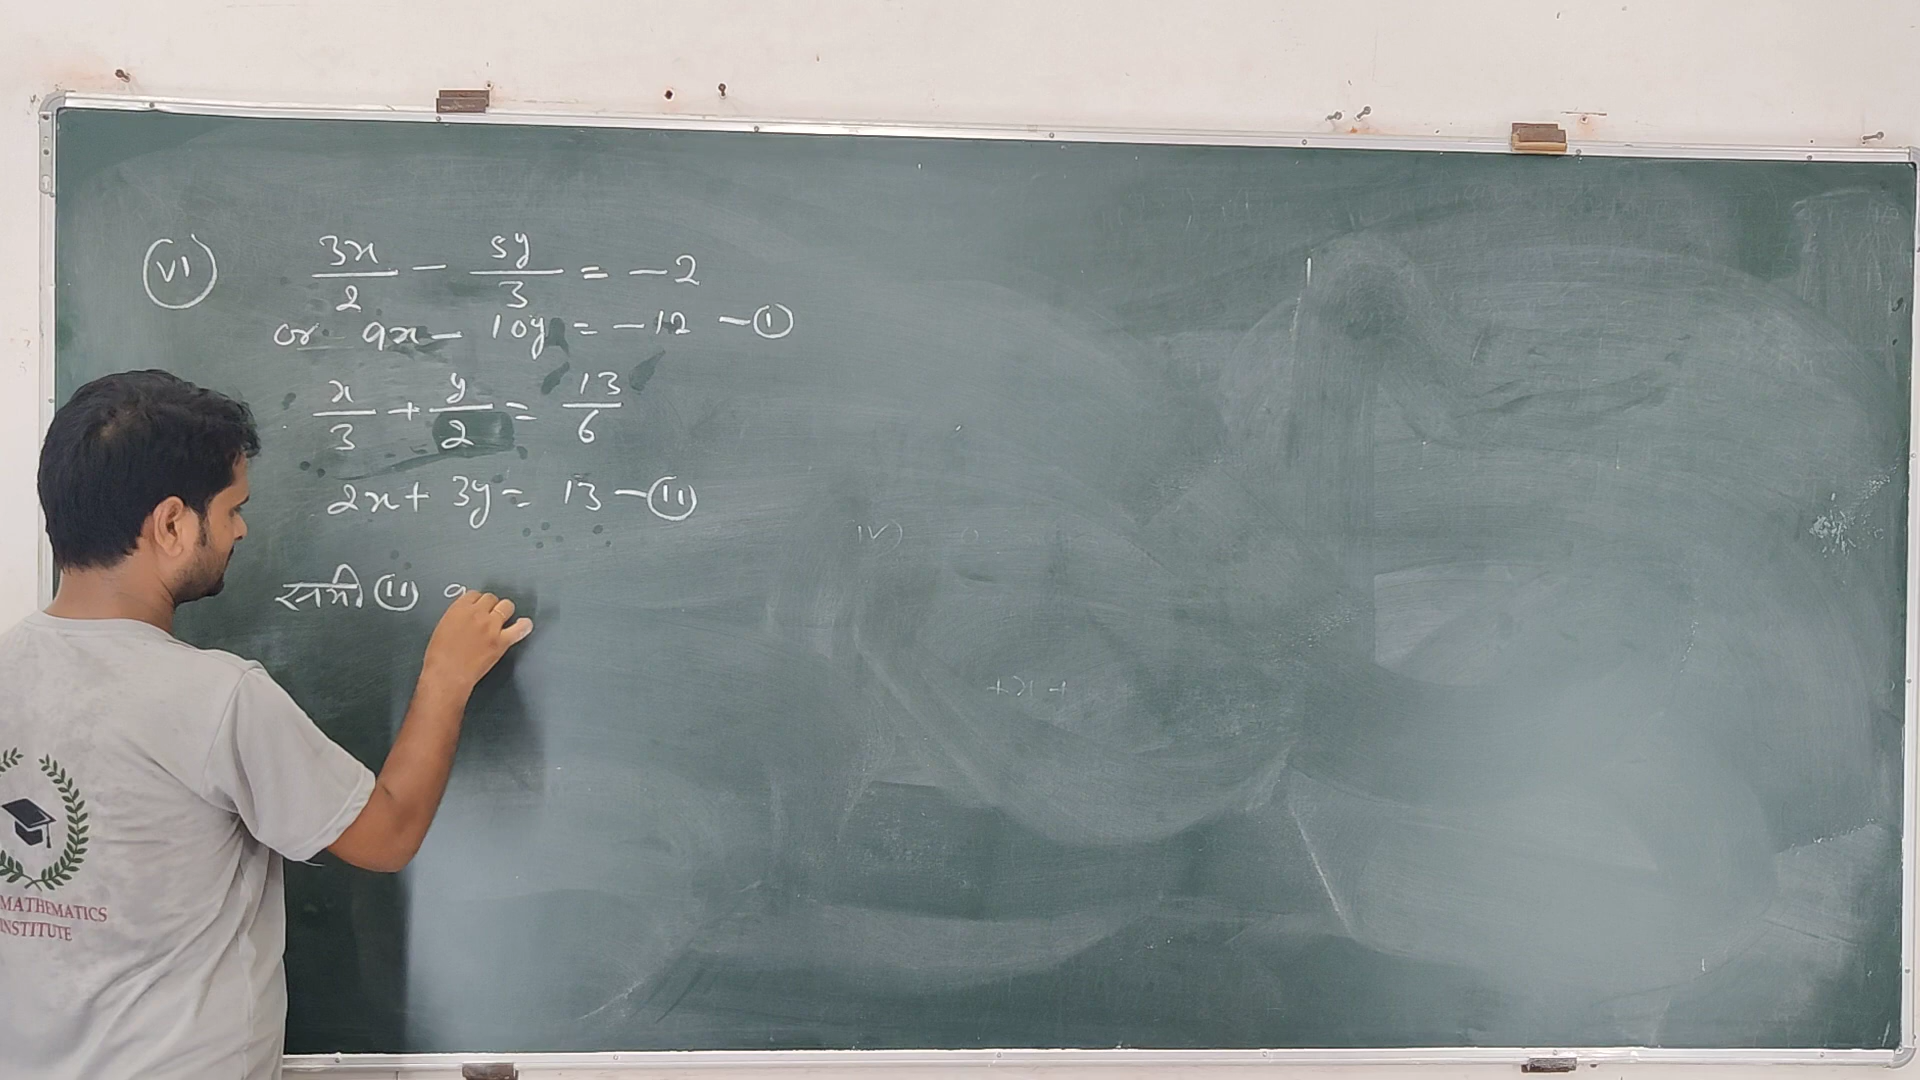 (vi) 3x/2 - 5y/3 = -2
or 9x - 10y = -12 - (i)
x/3 + y/2 = 13/6
2x + 3y = 13 - (ii)
समी (ii)
MATHEMATICS
INSTITUTE
iv)
+x+